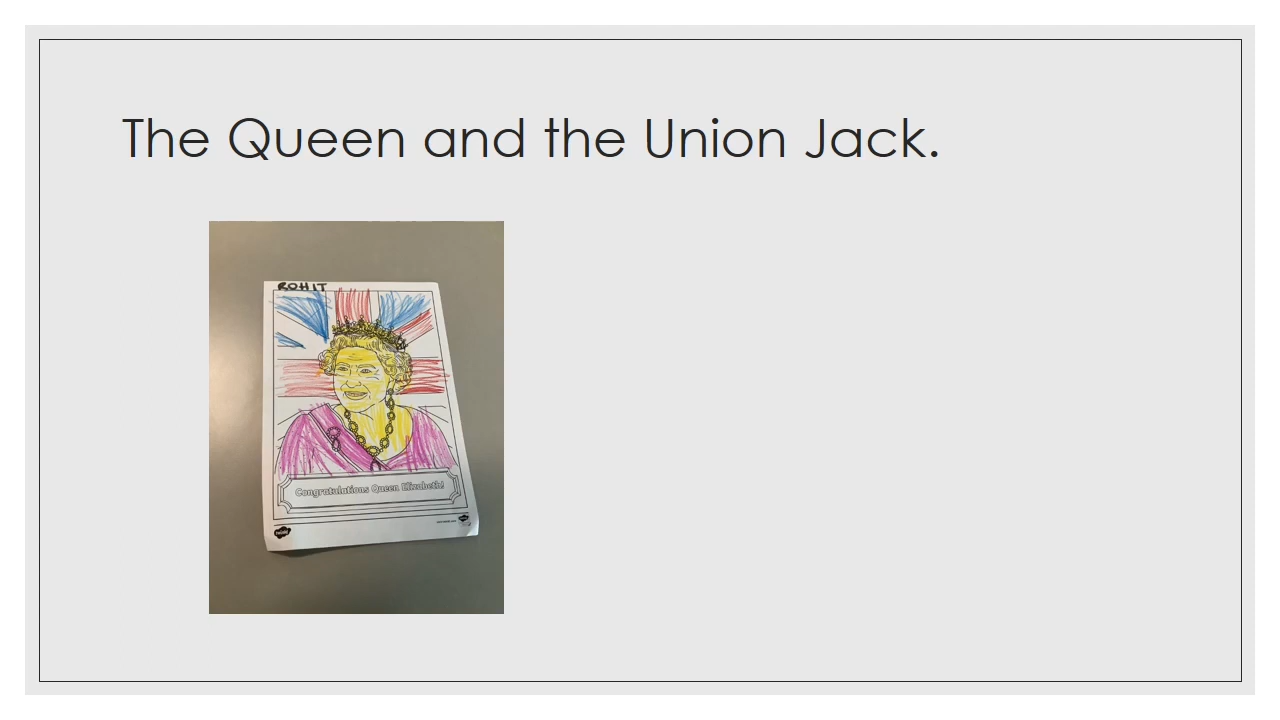 The Queen and the Union Jack.
ROHIT
Congratulations Queen Elizabeth!